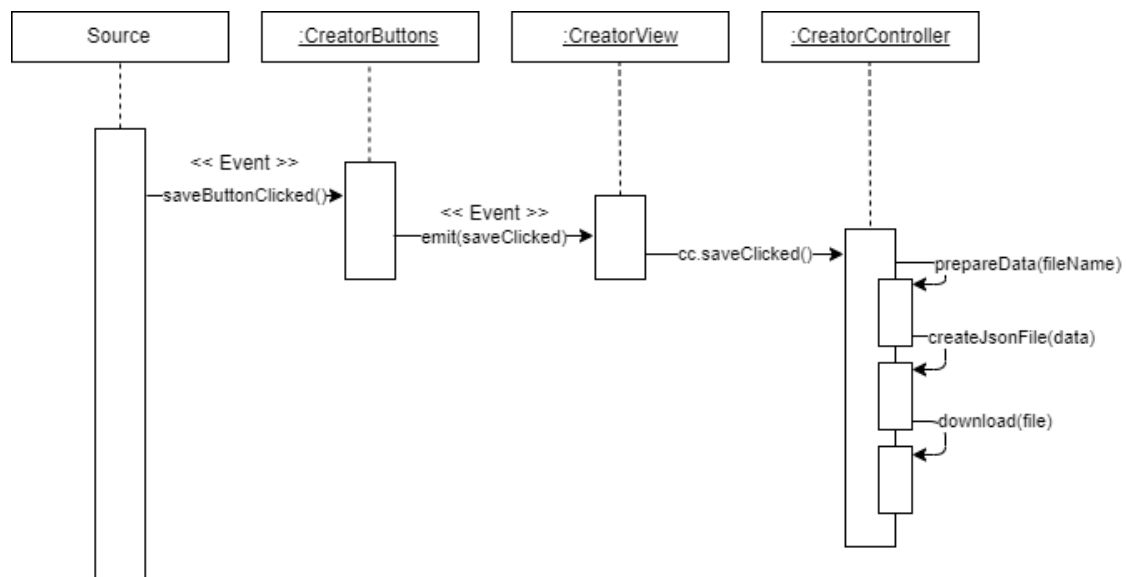 Source
:CreatorButtons
:CreatorView
:CreatorController
<< Event >>
saveButtonClicked()
<< Event >>
emit(saveClicked)
cc.saveClicked()
prepareData(fileName)
createJsonFile(data)
download(file)